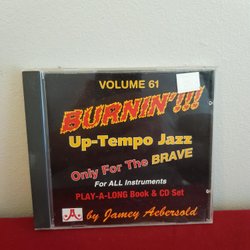 VOLUME 61
BURNIN'!!!
Up-Tempo Jazz
Only For The BRAVE
For ALL Instruments
PLAY-A-LONG Book & CD Set
JA by Jamey Aebersold